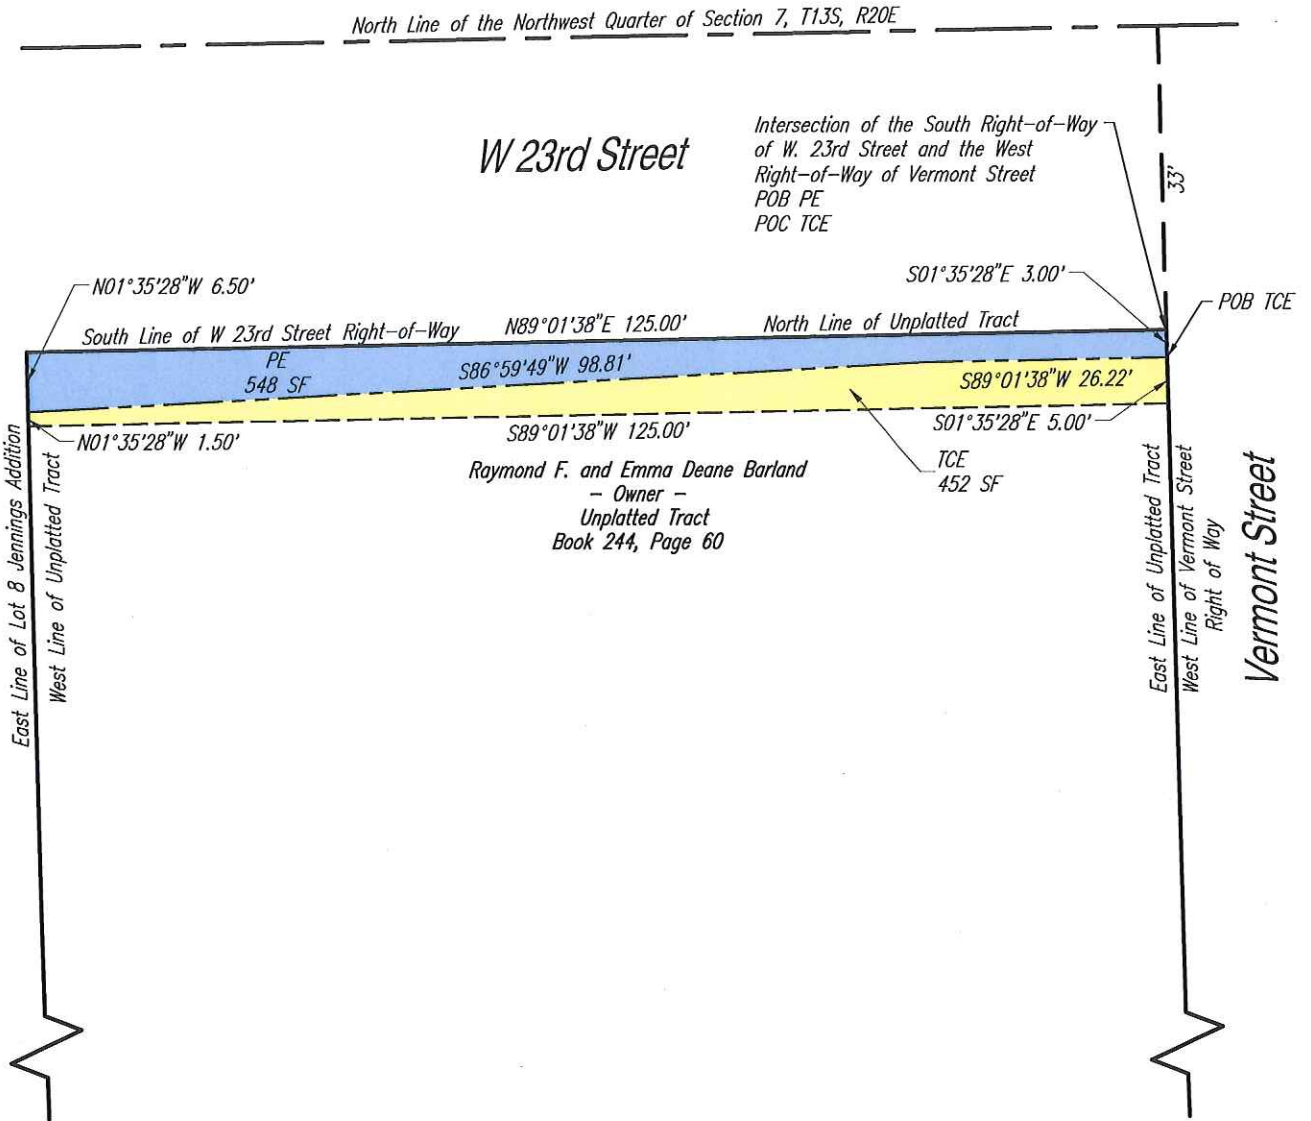 North Line of the Northwest Quarter of Section 7, T13S, R20E
W 23rd Street
Intersection of the South Right-of-Way
of W. 23rd Street and the West
Right-of-Way of Vermont Street
POB PE
POC TCE
33'
N01°35'28"W 6.50'
S01°35'28"E 3.00'
POB TCE
South Line of W 23rd Street Right-of-Way
N89°01'38"E 125.00'
North Line of Unplatted Tract
PE
548 SF
S86°59'49"W 98.81'
S89°01'38"W 26.22'
N01°35'28"W 1.50'
S89°01'38"W 125.00'
S01°35'28"E 5.00'
TCE
452 SF
Raymond F. and Emma Deane Barland
- Owner -
Unplatted Tract
Book 244, Page 60
East Line of Lot 8 Jennings Addition
West Line of Unplatted Tract
East Line of Unplatted Tract
West Line of Vermont Street
Right of Way
Vermont Street